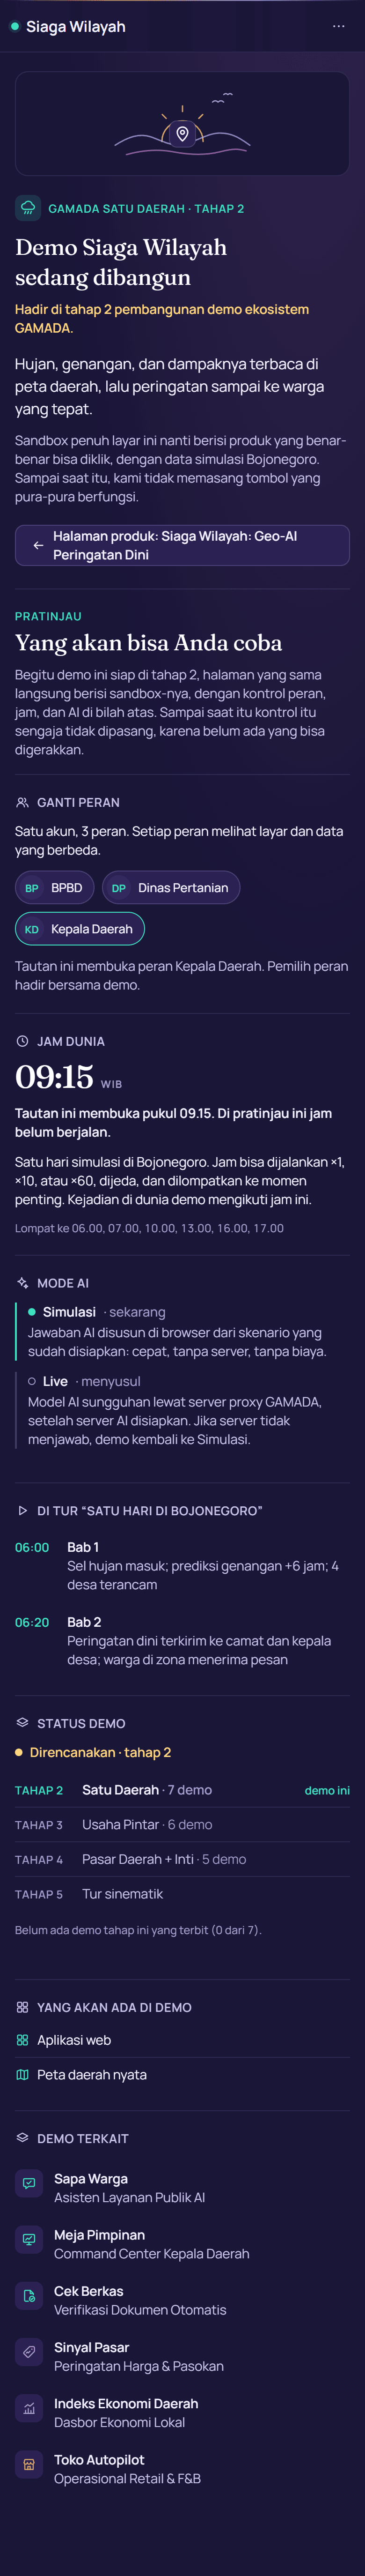 Siaga Wilayah
GAMADA SATU DAERAH · TAHAP 2
Demo Siaga Wilayah
sedang dibangun
Hadir di tahap 2 pembangunan demo ekosistem
GAMADA.
Hujan, genangan, dan dampaknya terbaca di
peta daerah, lalu peringatan sampai ke warga
yang tepat.
Sandbox penuh layar ini nanti berisi produk yang benar-
benar bisa diklik, dengan data simulasi Bojonegoro.
Sampai saat itu, kami tidak memasang tombol yang
pura-pura berfungsi.
← Halaman produk: Siaga Wilayah: Geo-AI
Peringatan Dini
PRATINJAU
Yang akan bisa Anda coba
Begitu demo ini siap di tahap 2, halaman yang sama
langsung berisi sandbox-nya, dengan kontrol peran,
jam, dan AI di bilah atas. Sampai saat itu kontrol itu
sengaja tidak dipasang, karena belum ada yang bisa
digerakkan.
GANTI PERAN
Satu akun, 3 peran. Setiap peran melihat layar dan data
yang berbeda.
BP BPBD DP Dinas Pertanian
KD Kepala Daerah
Tautan ini membuka peran Kepala Daerah. Pemilih peran
hadir bersama demo.
JAM DUNIA
09:15 WIB
Tautan ini membuka pukul 09.15. Di pratinjau ini jam
belum berjalan.
Satu hari simulasi di Bojonegoro. Jam bisa dijalankan ×1,
×10, atau ×60, dijeda, dan dilompatkan ke momen
penting. Kejadian di dunia demo mengikuti jam ini.
Lompat ke 06.00, 07.00, 10.00, 13.00, 16.00, 17.00
MODE AI
Simulasi · sekarang
Jawaban AI disusun di browser dari skenario yang
sudah disiapkan: cepat, tanpa server, tanpa biaya.
Live · menyusul
Model AI sungguhan lewat server proxy GAMADA,
setelah server AI disiapkan. Jika server tidak
menjawab, demo kembali ke Simulasi.
DI TUR “SATU HARI DI BOJONEGORO”
06:00 Bab 1
Sel hujan masuk; prediksi genangan +6 jam; 4
desa terancam
06:20 Bab 2
Peringatan dini terkirim ke camat dan kepala
desa; warga di zona menerima pesan
STATUS DEMO
Direncanakan · tahap 2
TAHAP 2 Satu Daerah · 7 demo demo ini
TAHAP 3 Usaha Pintar · 6 demo
TAHAP 4 Pasar Daerah + Inti · 5 demo
TAHAP 5 Tur sinematik
Belum ada demo tahap ini yang terbit (0 dari 7).
YANG AKAN ADA DI DEMO
Aplikasi web
Peta daerah nyata
DEMO TERKAIT
Sapa Warga
Asisten Layanan Publik AI
Meja Pimpinan
Command Center Kepala Daerah
Cek Berkas
Verifikasi Dokumen Otomatis
Sinyal Pasar
Peringatan Harga & Pasokan
Indeks Ekonomi Daerah
Dasbor Ekonomi Lokal
Toko Autopilot
Operasional Retail & F&B